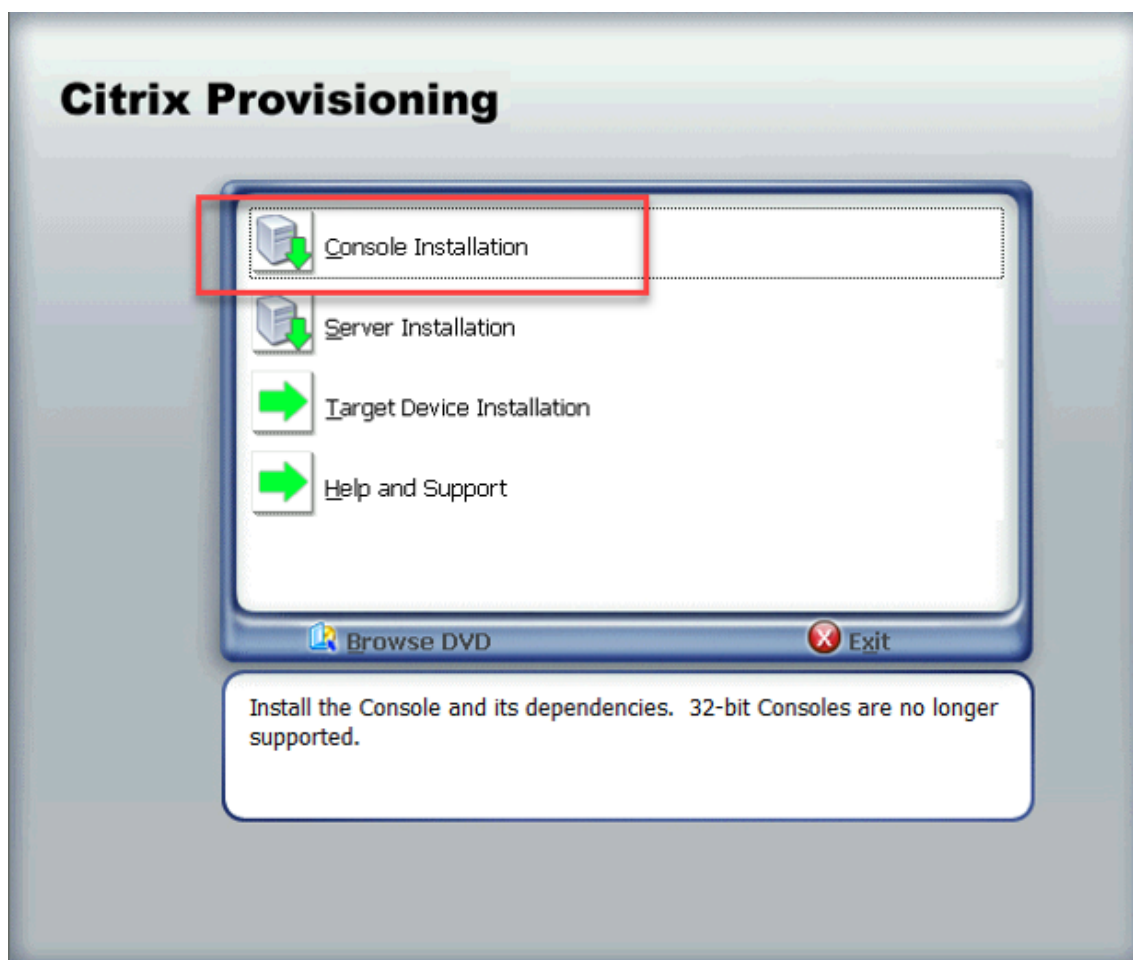 Citrix Provisioning
Console Installation
Server Installation
Target Device Installation
Help and Support
Browse DVD
Exit
Install the Console and its dependencies.  32-bit Consoles are no longer
supported.